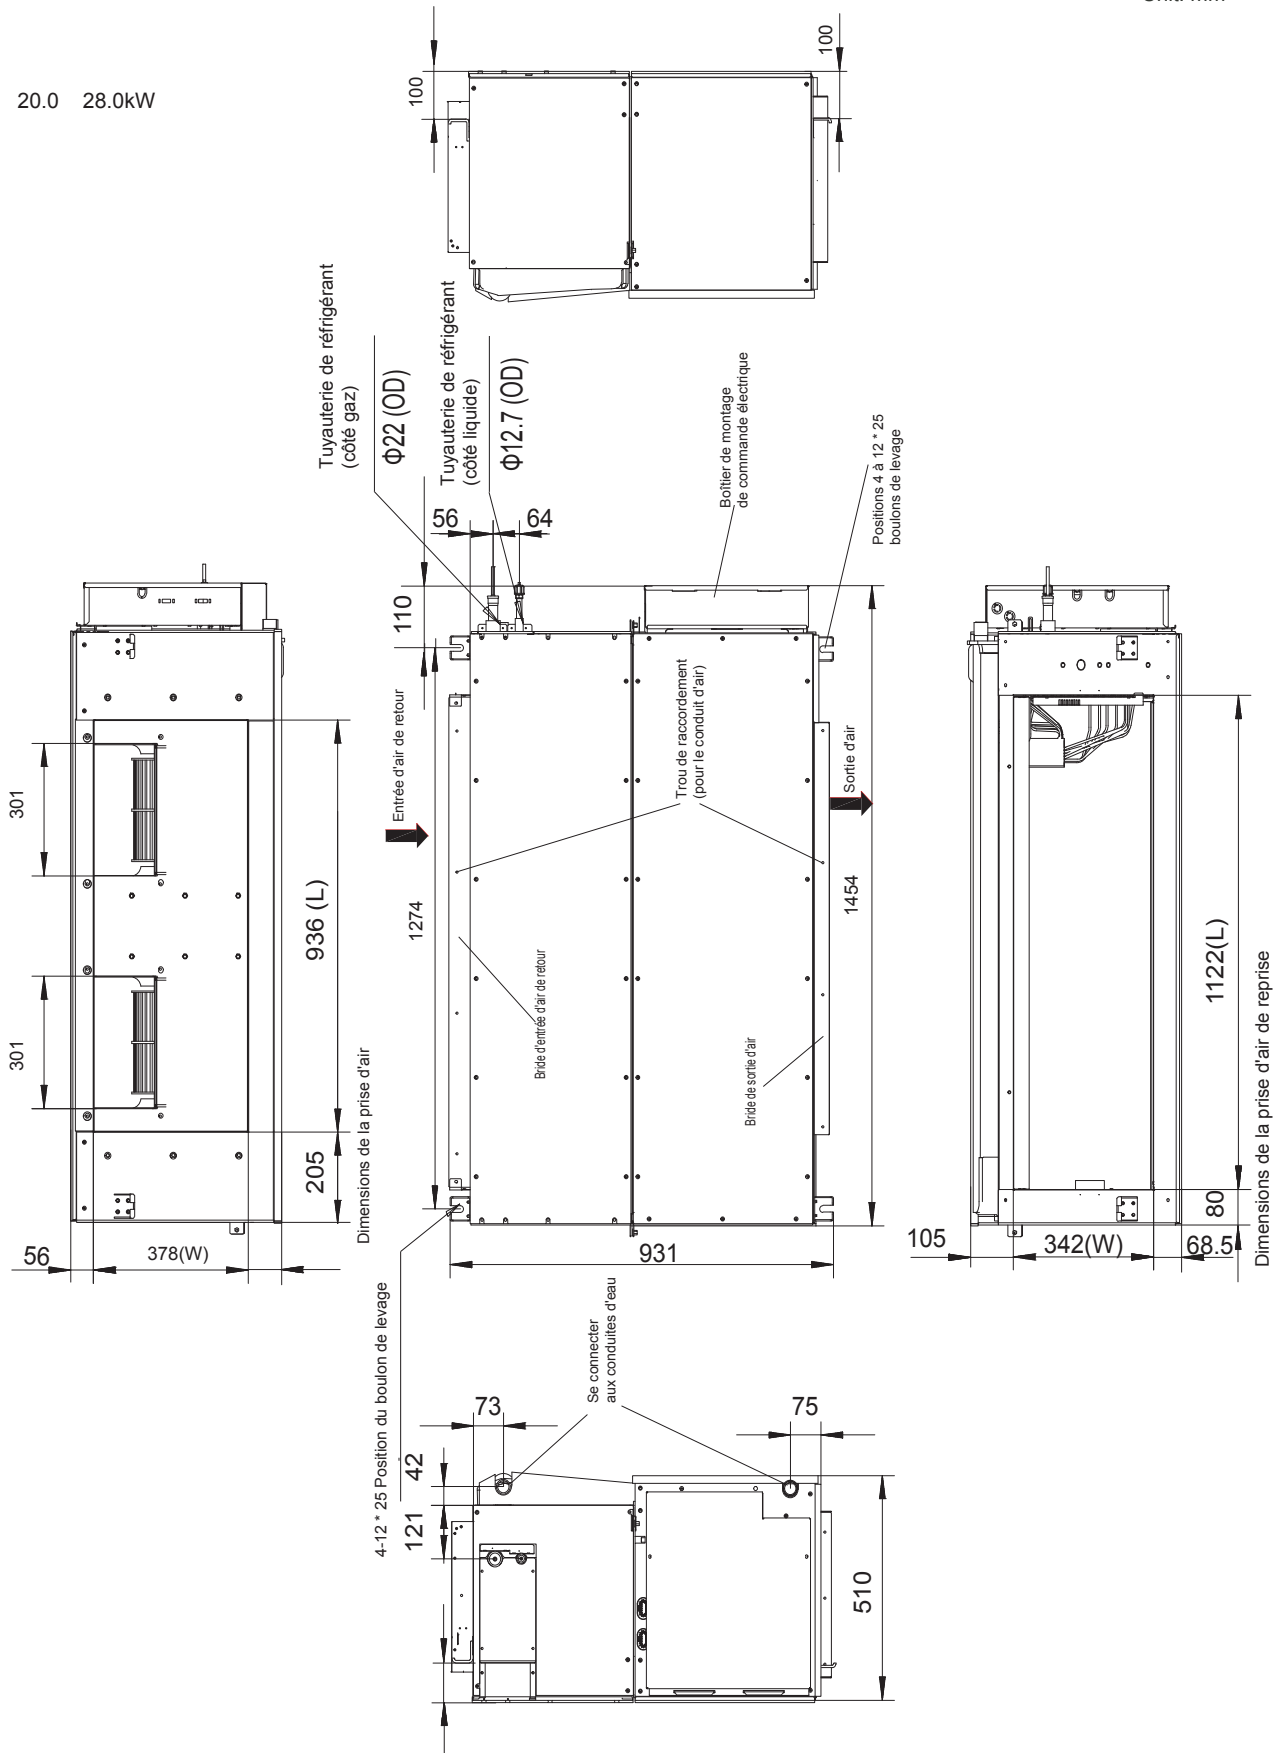 20.0 28.0kW
100
100
Tuyauterie de réfrigérant
(côté gaz)
Φ22 (OD)
Tuyauterie de réfrigérant
(côté liquide)
Φ12.7 (OD)
Boîtier de montage
de commande électrique
Positions 4 à 12 * 25
boulons de levage
56
64
110
Entrée d'air de retour
1274
Trou de raccordement
(pour le conduit d'air)
Sortie d'air
1454
Bride d'entrée d'air de retour
Bride de sortie d'air
931
301
301
936 (L)
205
Dimensions de la prise d'air
56
378(W)
1122(L)
80
105
342(W)
68.5
Dimensions de la prise d'air de reprise
4-12 * 25 Position du boulon de levage
Se connecter
aux conduites d'eau
73
75
42
121
510